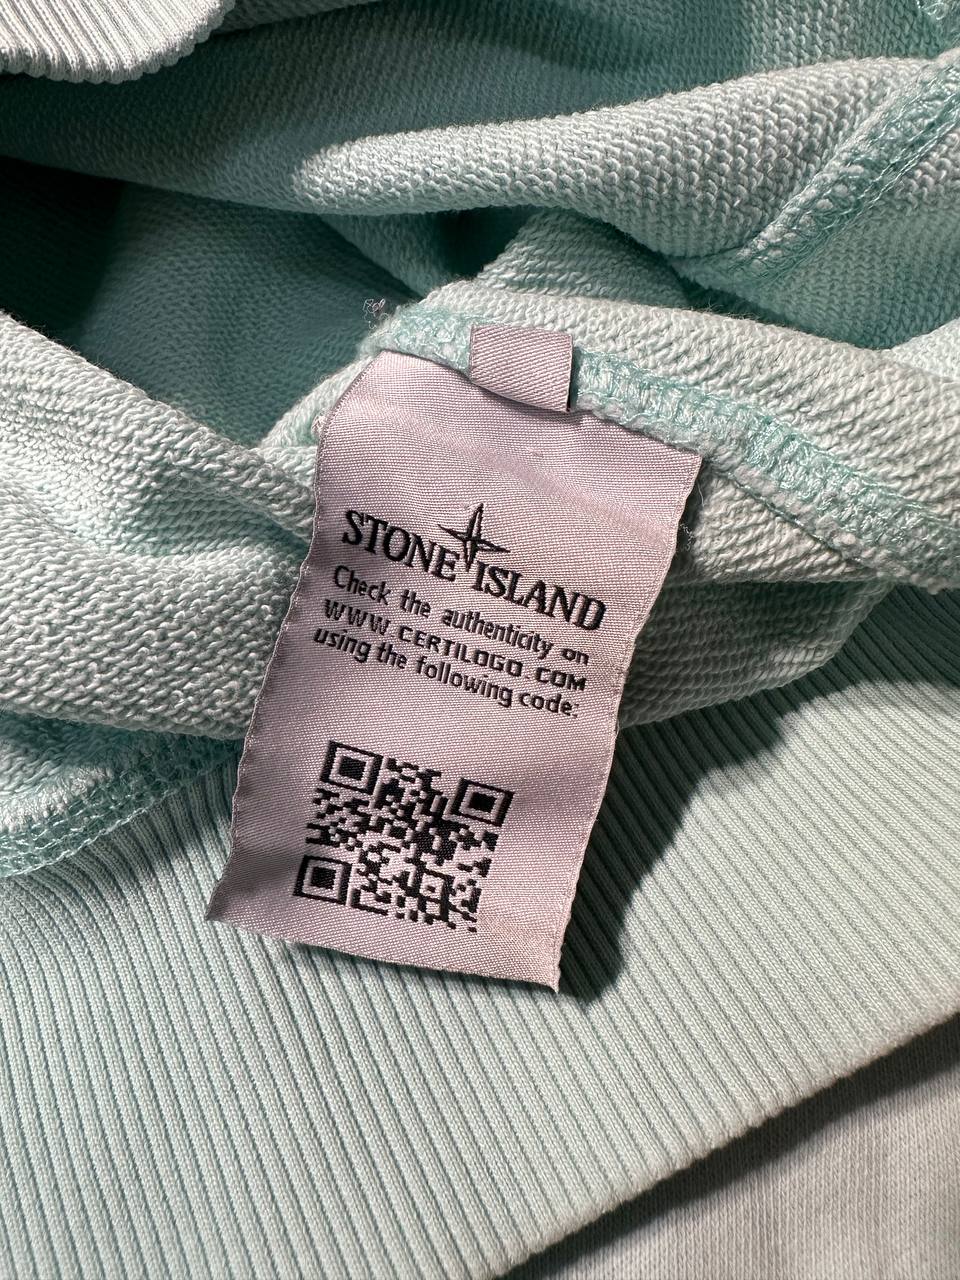 STONE ISLAND
Check the authenticity on
WWW.CERTILOGO.COM
using the following code: